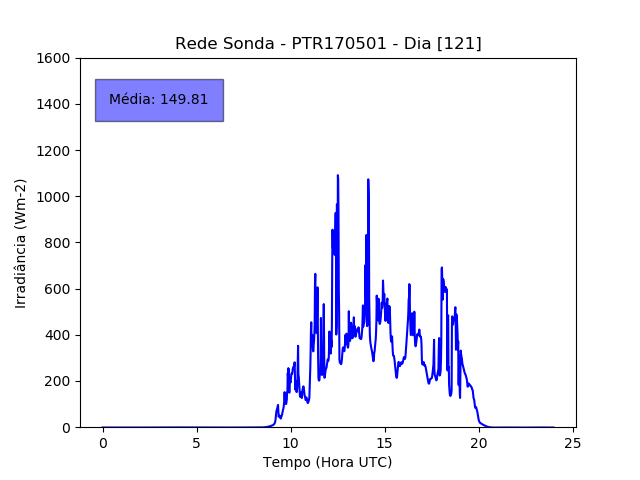 Rede Sonda - PTR170501 - Dia [121]
1600
1400
1200
1000
800
600
400
200
0
Irradiância (Wm-2)
Média: 149.81
0 5 10 15 20 25
Tempo (Hora UTC)